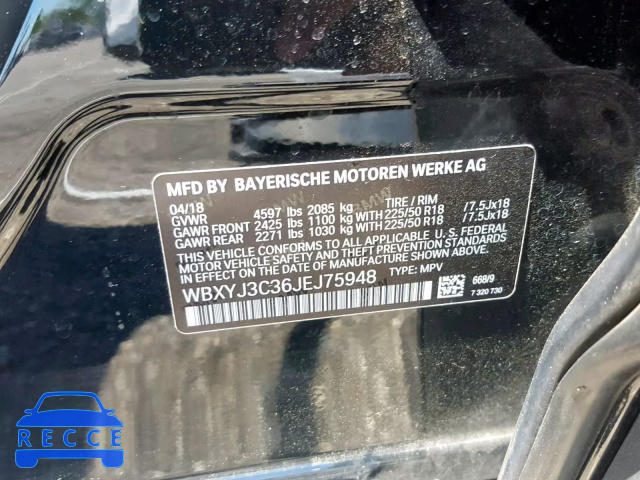 MFD BY BAYERISCHE MOTOREN WERKE AG
04/18 TIRE / RIM
GVWR 4597 lbs 2085 kg
GAWR FRONT 2425 lbs 1100 kg WITH 225/50 R18 /7.5Jx18
GAWR REAR 2271 lbs 1030 kg WITH 225/50 R18 /7.5Jx18
THIS VEHICLE CONFORMS TO ALL APPLICABLE U. S. FEDERAL
MOTOR VEHICLE SAFETY AND THEFT PREVENTION STANDARDS
IN EFFECT ON THE DATE OF MANUFACTURE SHOWN ABOVE.
WBXYJ3C36JEJ75948 TYPE: MPV
668/9
7 320 730
RECCE